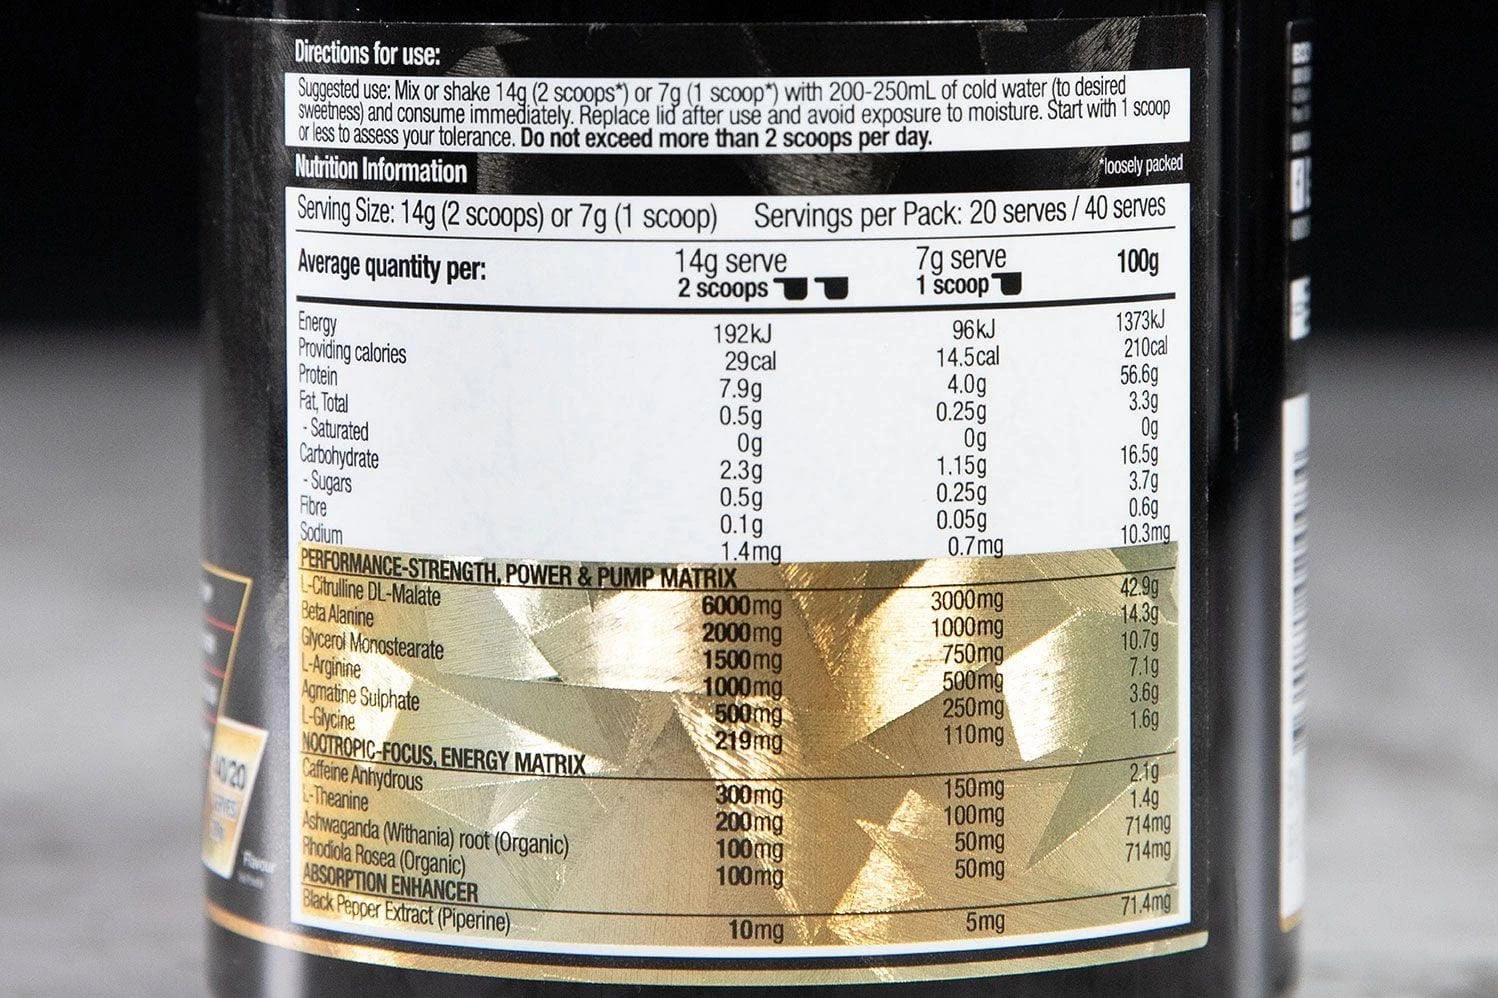 Directions for use:
Suggested use: Mix or shake 14g (2 scoops*) or 7g (1 scoop*) with 200-250mL of cold water (to desired
sweetness) and consume immediately. Replace lid after use and avoid exposure to moisture. Start with 1 scoop
or less to assess your tolerance. Do not exceed more than 2 scoops per day.
Nutrition Information *loosely packed
Serving Size: 14g (2 scoops) or 7g (1 scoop) Servings per Pack: 20 serves / 40 serves
Average quantity per: 14g serve 7g serve 100g
2 scoops 1 scoop
Energy 192kJ 96kJ 1373kJ
Providing calories 29cal 14.5cal 210cal
Protein 7.9g 4.0g 56.6g
Fat, Total 0.5g 0.25g 3.3g
- Saturated 0g 0g 0g
Carbohydrate 2.3g 1.15g 16.5g
- Sugars 0.5g 0.25g 3.7g
Fibre 0.1g 0.05g 0.6g
Sodium 1.4mg 0.7mg 10.3mg
PERFORMANCE-STRENGTH, POWER & PUMP MATRIX
L-Citrulline DL-Malate 6000mg 3000mg 42.9g
Beta Alanine 2000mg 1000mg 14.3g
Glycerol Monostearate 1500mg 750mg 10.7g
L-Arginine 1000mg 500mg 7.1g
Agmatine Sulphate 500mg 250mg 3.6g
L-Glycine 219mg 110mg 1.6g
NOOTROPIC-FOCUS, ENERGY MATRIX
Caffeine Anhydrous 300mg 150mg 2.1g
L-Theanine 200mg 100mg 1.4g
Ashwaganda (Withania) root (Organic) 100mg 50mg 714mg
Rhodiola Rosea (Organic) 100mg 50mg 714mg
ABSORPTION ENHANCER
Black Pepper Extract (Piperine) 10mg 5mg 71.4mg
40/20
Flavour